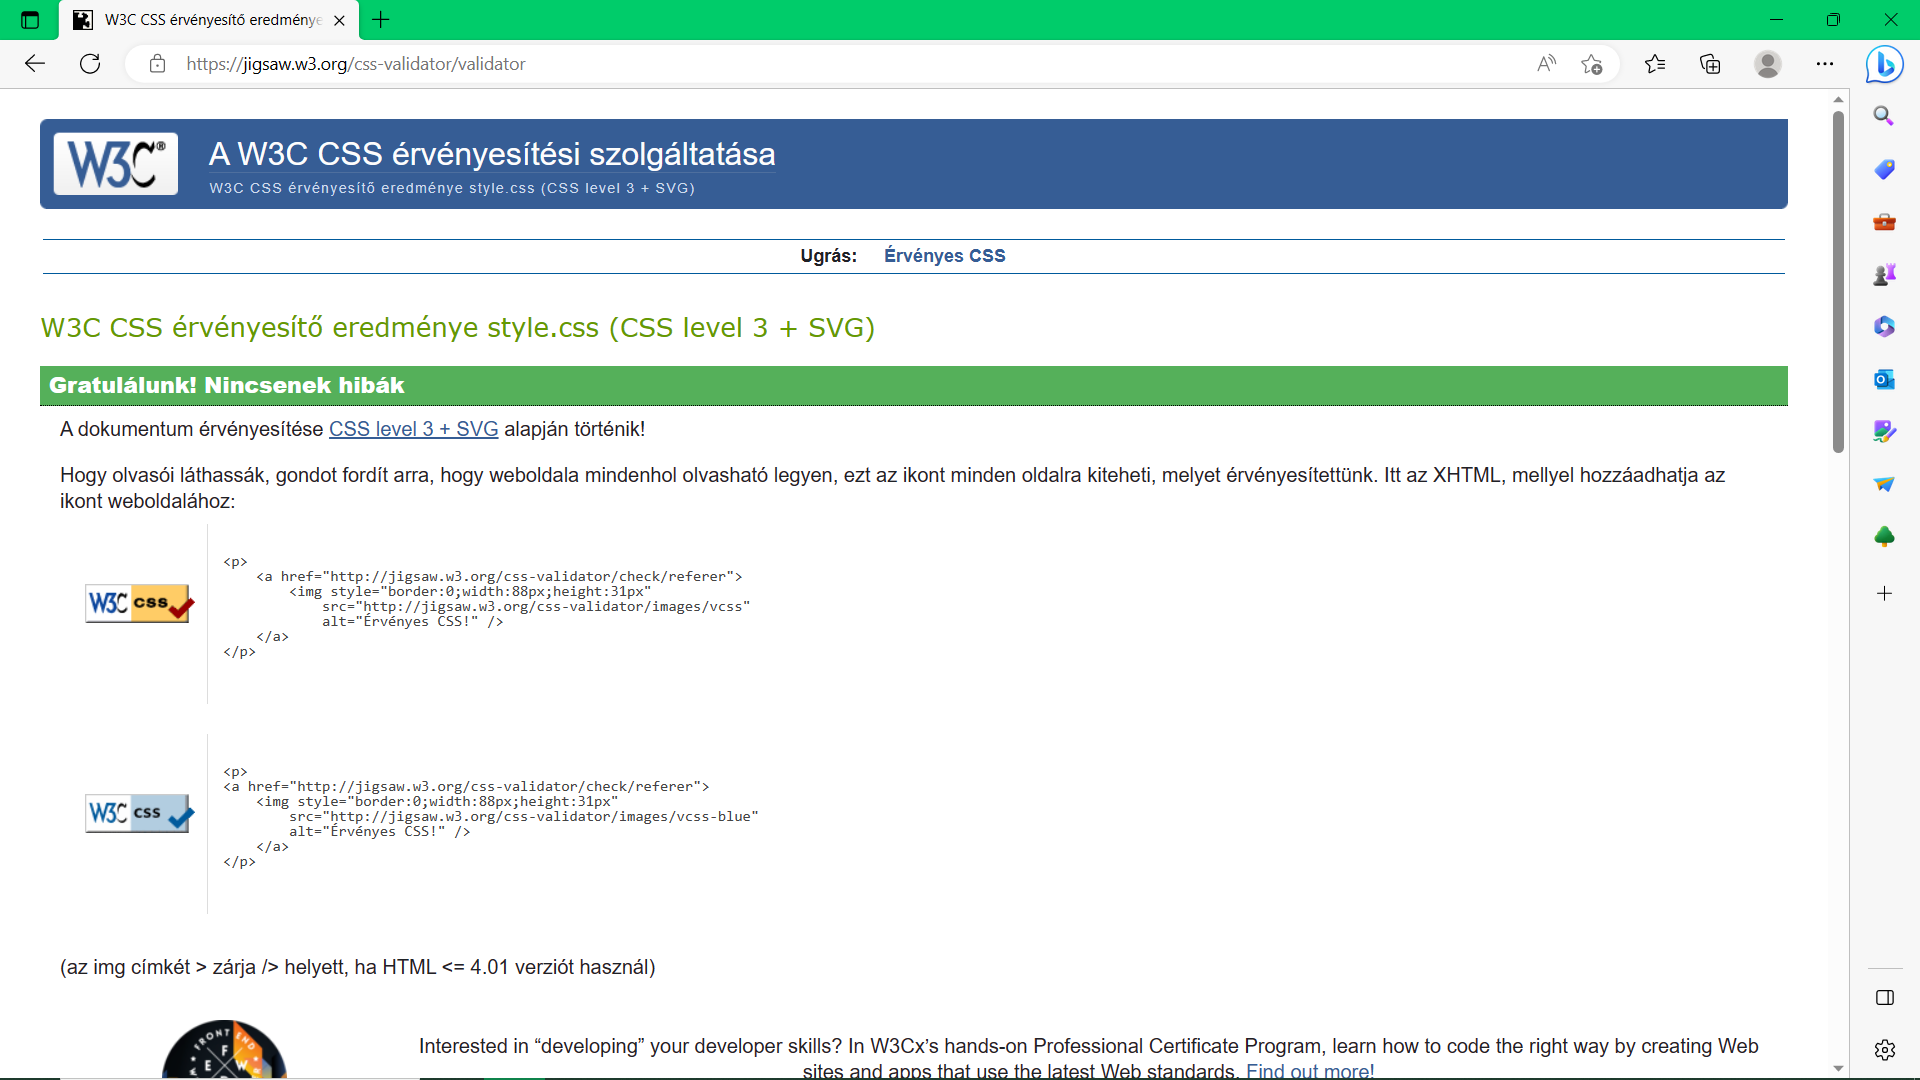 W3C CSS érvényesítő eredménye
https://jigsaw.w3.org/css-validator/validator
W3C®
A W3C CSS érvényesítési szolgáltatása
W3C CSS érvényesítő eredménye style.css (CSS level 3 + SVG)
Ugrás: Érvényes CSS
W3C CSS érvényesítő eredménye style.css (CSS level 3 + SVG)
Gratulálunk! Nincsenek hibák
A dokumentum érvényesítése CSS level 3 + SVG alapján történik!
Hogy olvasói láthassák, gondot fordít arra, hogy weboldala mindenhol olvasható legyen, ezt az ikont minden oldalra kiteheti, melyet érvényesítettünk. Itt az XHTML, mellyel hozzáadhatja az
ikont weboldalához:
W3C css
<p>
<a href="http://jigsaw.w3.org/css-validator/check/referer">
<img style="border:0;width:88px;height:31px"
src="http://jigsaw.w3.org/css-validator/images/vcss"
alt="Érvényes CSS!" />
</a>
</p>
W3C css
<p>
<a href="http://jigsaw.w3.org/css-validator/check/referer">
<img style="border:0;width:88px;height:31px"
src="http://jigsaw.w3.org/css-validator/images/vcss-blue"
alt="Érvényes CSS!" />
</a>
</p>
(az img címkét > zárja /> helyett, ha HTML <= 4.01 verziót használ)
FRONT END
F
E W
Interested in “developing” your developer skills? In W3Cx’s hands-on Professional Certificate Program, learn how to code the right way by creating Web
sites and apps that use the latest Web standards. Find out more!